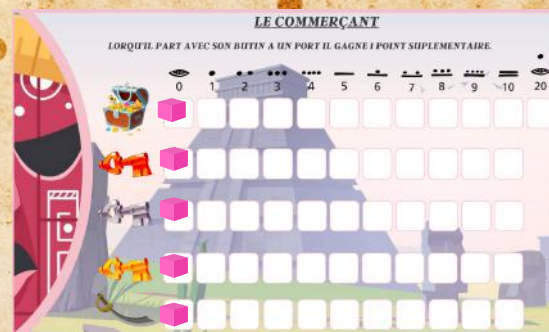 LE COMMERÇANT
LORQU'IL PART AVEC SON BUTIN A UN PORT IL GAGNE 1 POINT SUPLEMENTAIRE.
0 1 2 3 4 5 6 7 8 9 10 20